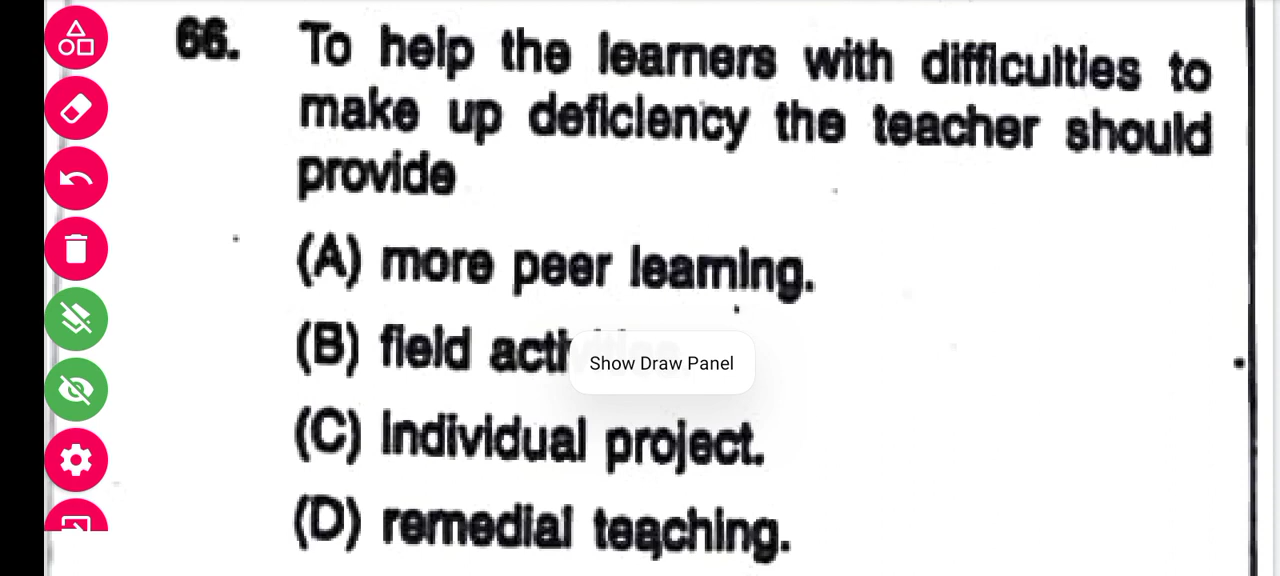 66. To help the learners with difficulties to
make up deficiency the teacher should
provide
(A) more peer learning.
(B) field
Show Draw Panel
(C) individual project.
(D) remedial teaching.